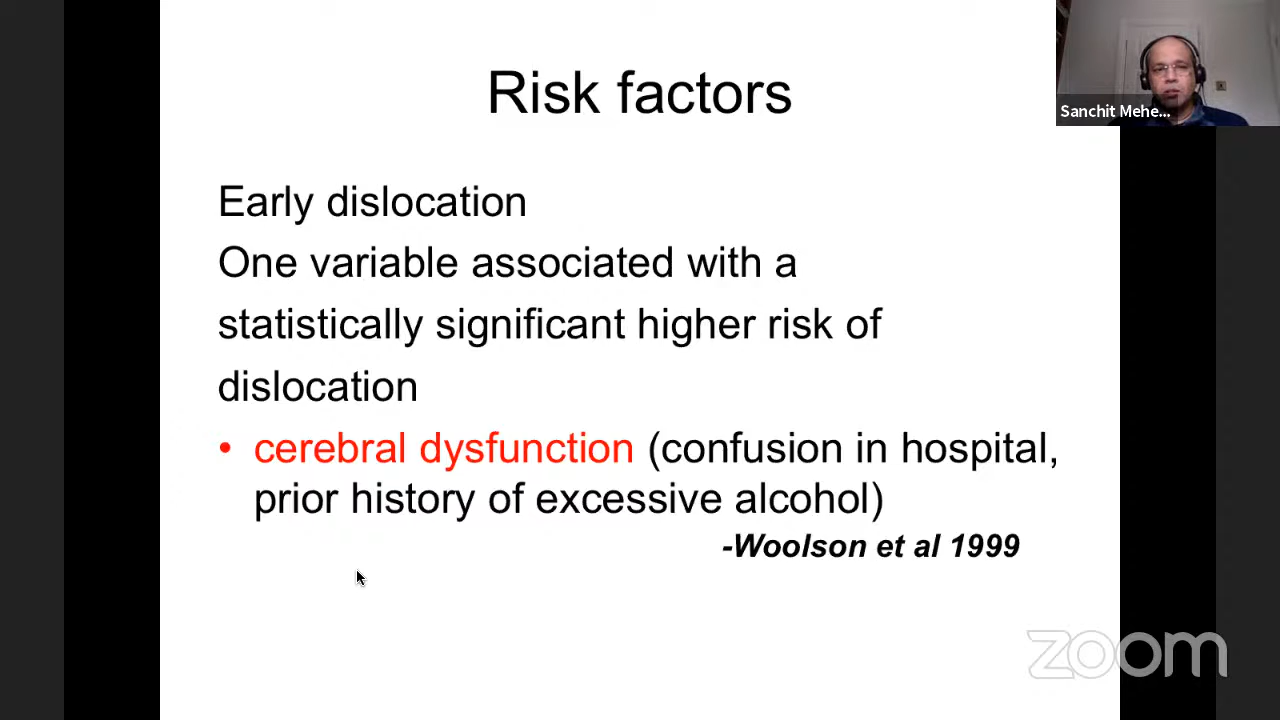 Risk factors
Sanchit Mehe...
Early dislocation
One variable associated with a
statistically significant higher risk of
dislocation
• cerebral dysfunction (confusion in hospital,
prior history of excessive alcohol)
-Woolson et al 1999
zoom